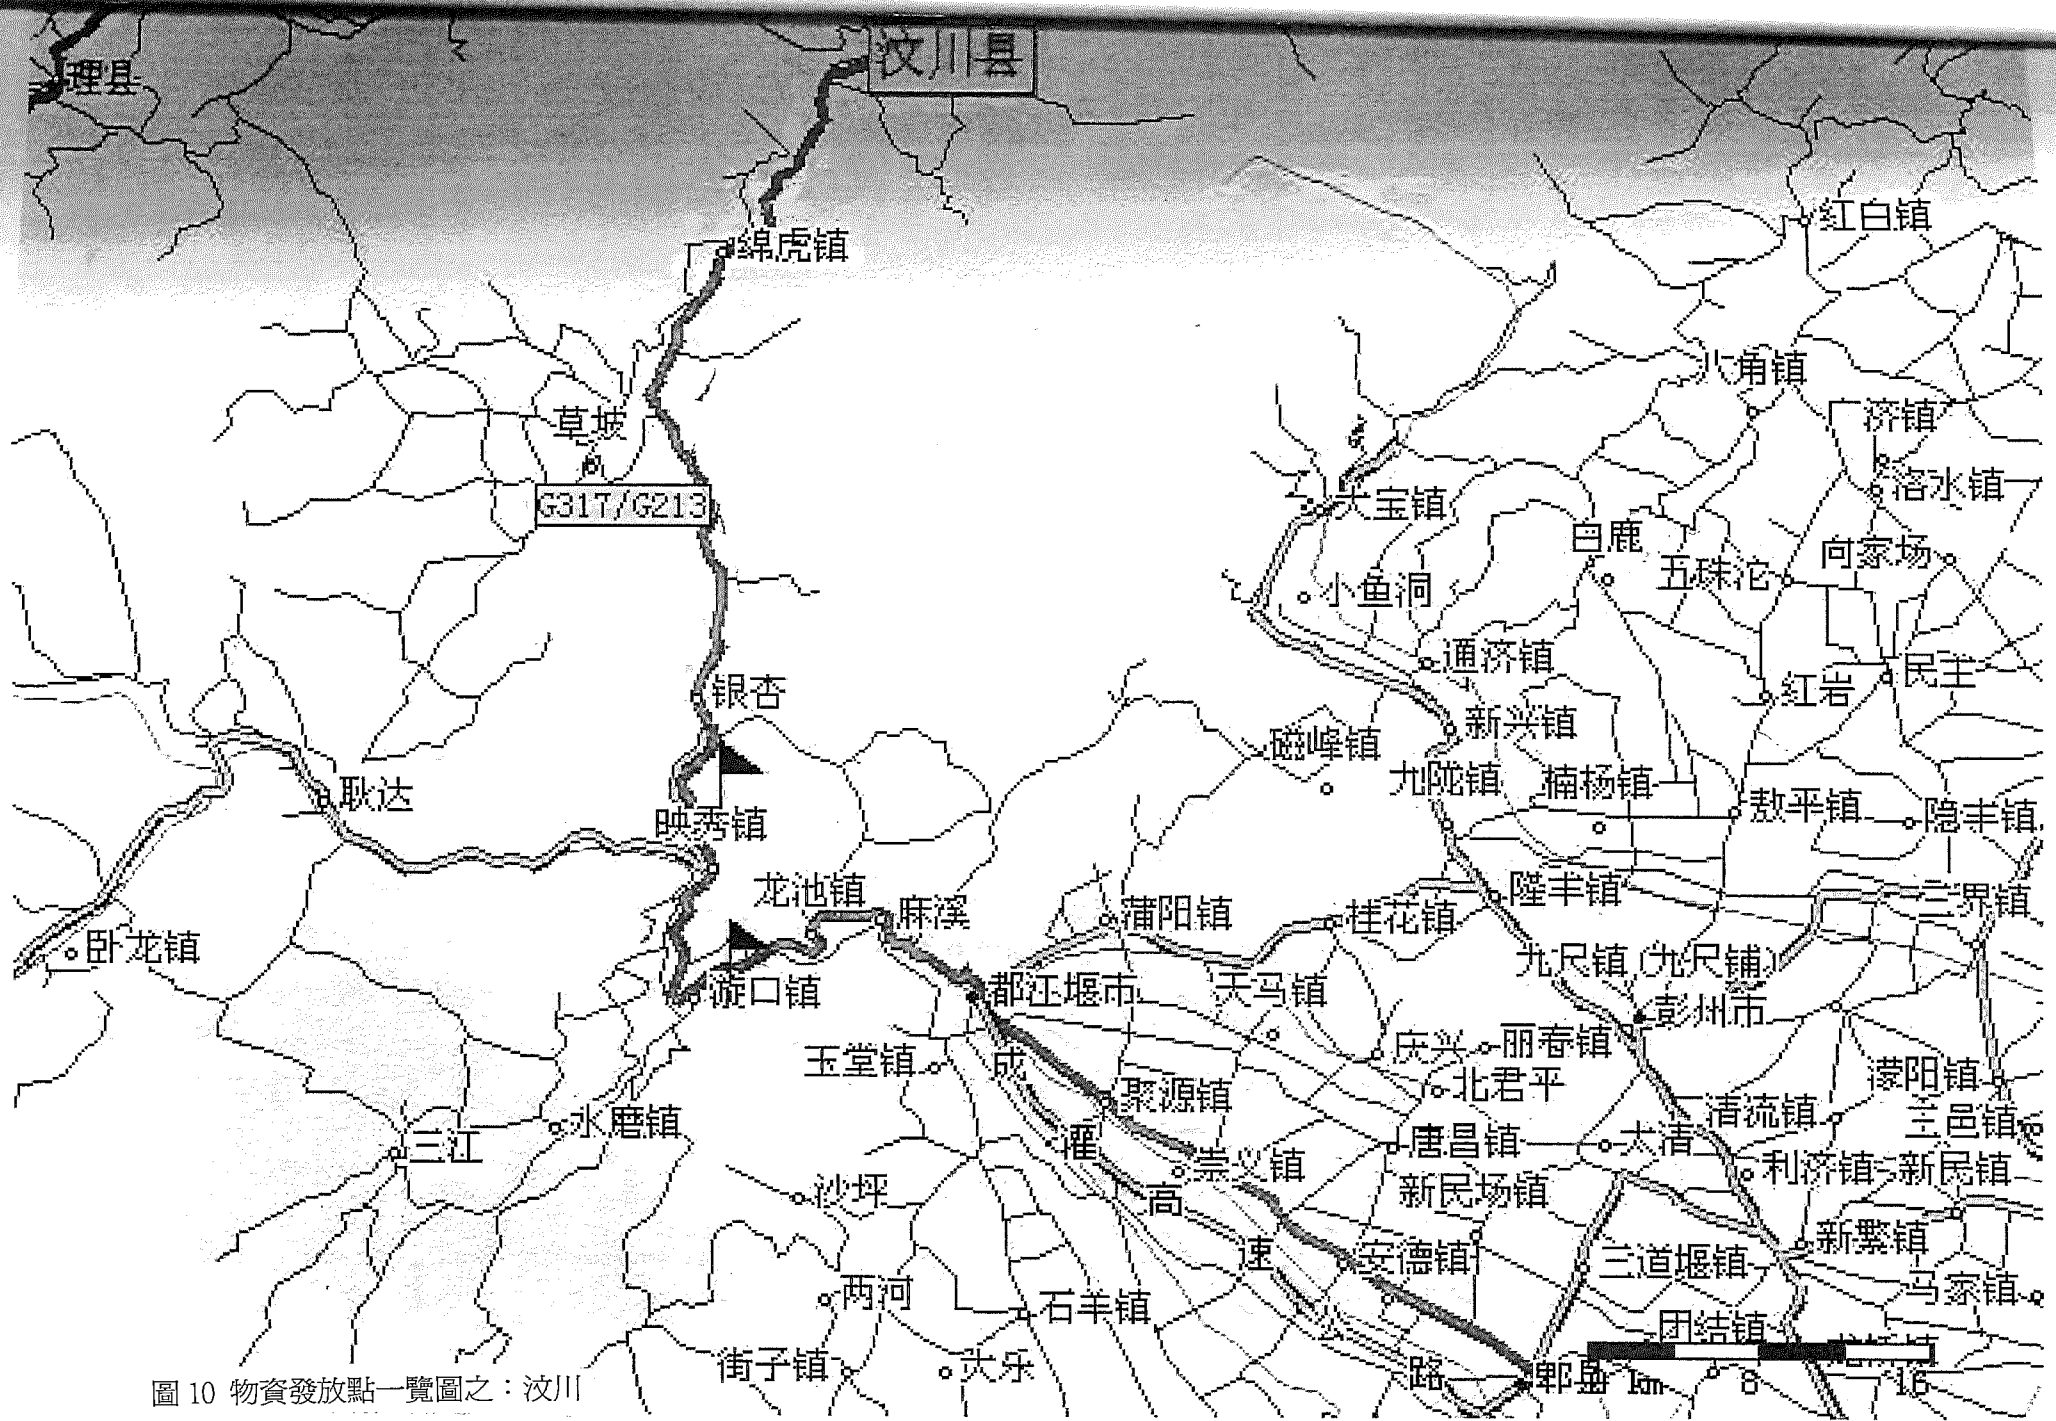 汶川县
理县
红白镇
绵虎镇
八角镇
广济镇
草坡
洛水镇
G317/G213
大宝镇
白鹿
向家场
五珠沱
小鱼洞
通济镇
民主
银杏
红岩
新兴镇
磁峰镇
九陇镇
楠杨镇
耿达
敖平镇
隐丰镇
映秀镇
龙池镇
隆丰镇
麻溪
蒲阳镇
桂花镇
三界镇
卧龙镇
九尺镇(九尺铺)
漩口镇
都江堰市
天马镇
彭州市
庆兴
丽春镇
玉堂镇
成
北君平
濛阳镇
聚源镇
清流镇
三邑镇
水磨镇
三江
灌
唐昌镇
大清
崇兴镇
利济镇
新民镇
沙坪
新民场镇
高
新繁镇
速
安德镇
三道堰镇
两河
马家镇
石羊镇
团结镇
街子镇
大乐
路
郫县
km
8
16
圖 10 物資發放點一覽圖之：汶川